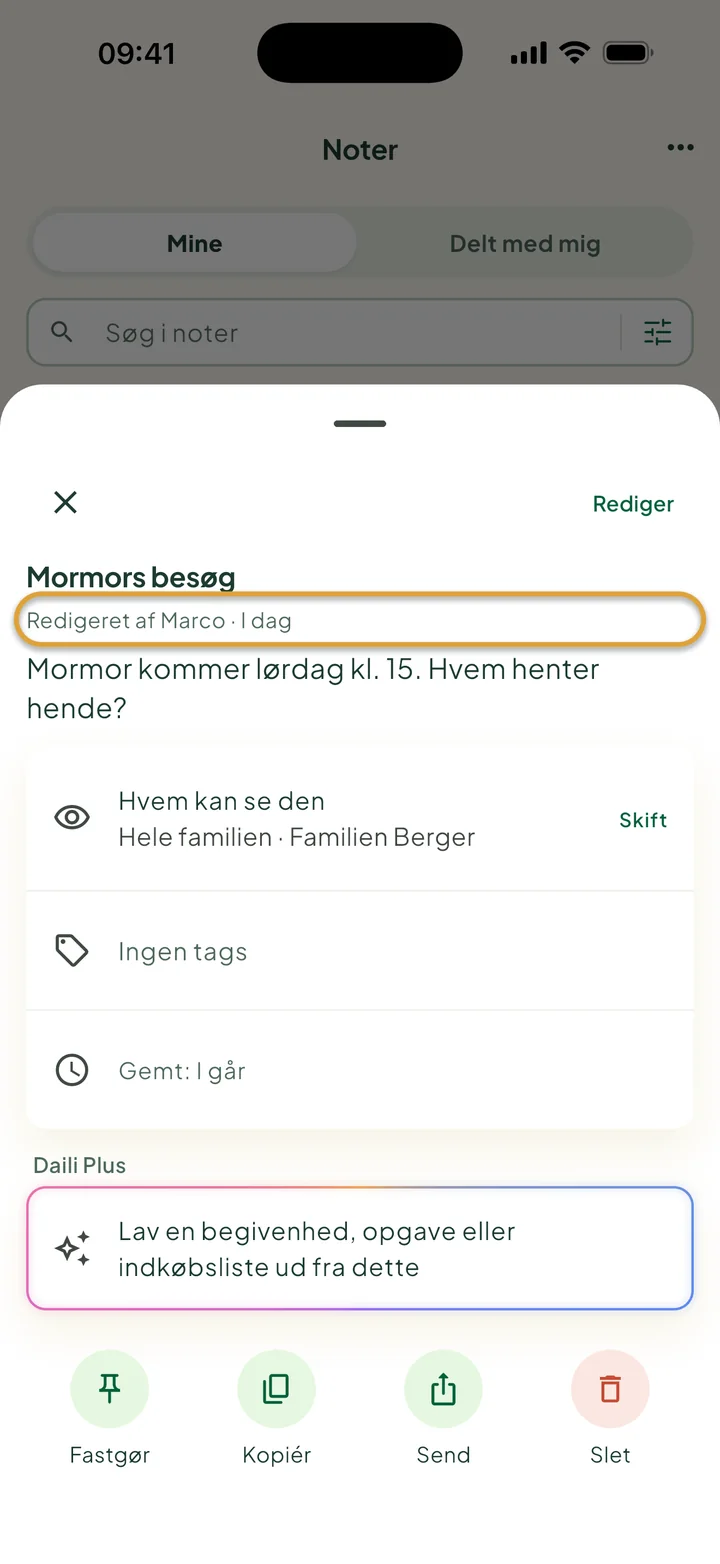 09:41
Noter
Mine
Delt med mig
Søg i noter
Rediger
Mormors besøg
Redigeret af Marco · I dag
Mormor kommer lørdag kl. 15. Hvem henter
hende?
Hvem kan se den
Hele familien · Familien Berger
Skift
Ingen tags
Gemt: I går
Daili Plus
Lav en begivenhed, opgave eller
indkøbsliste ud fra dette
Fastgør
Kopiér
Send
Slet